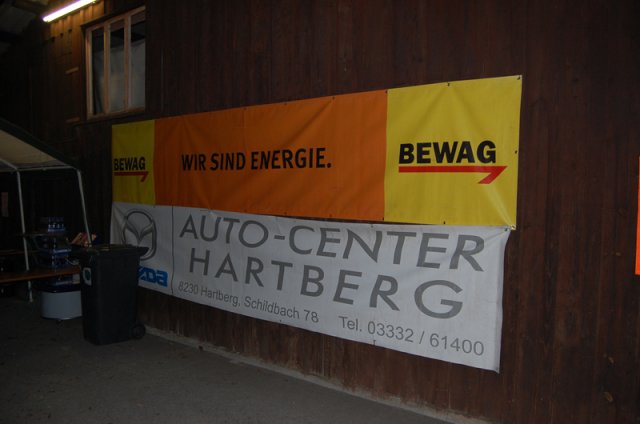 BEWAG
WIR SIND ENERGIE.
BEWAG
AUTO-CENTER
HARTBERG
8230 Hartberg, Schildbach 78 Tel. 03332 / 61400